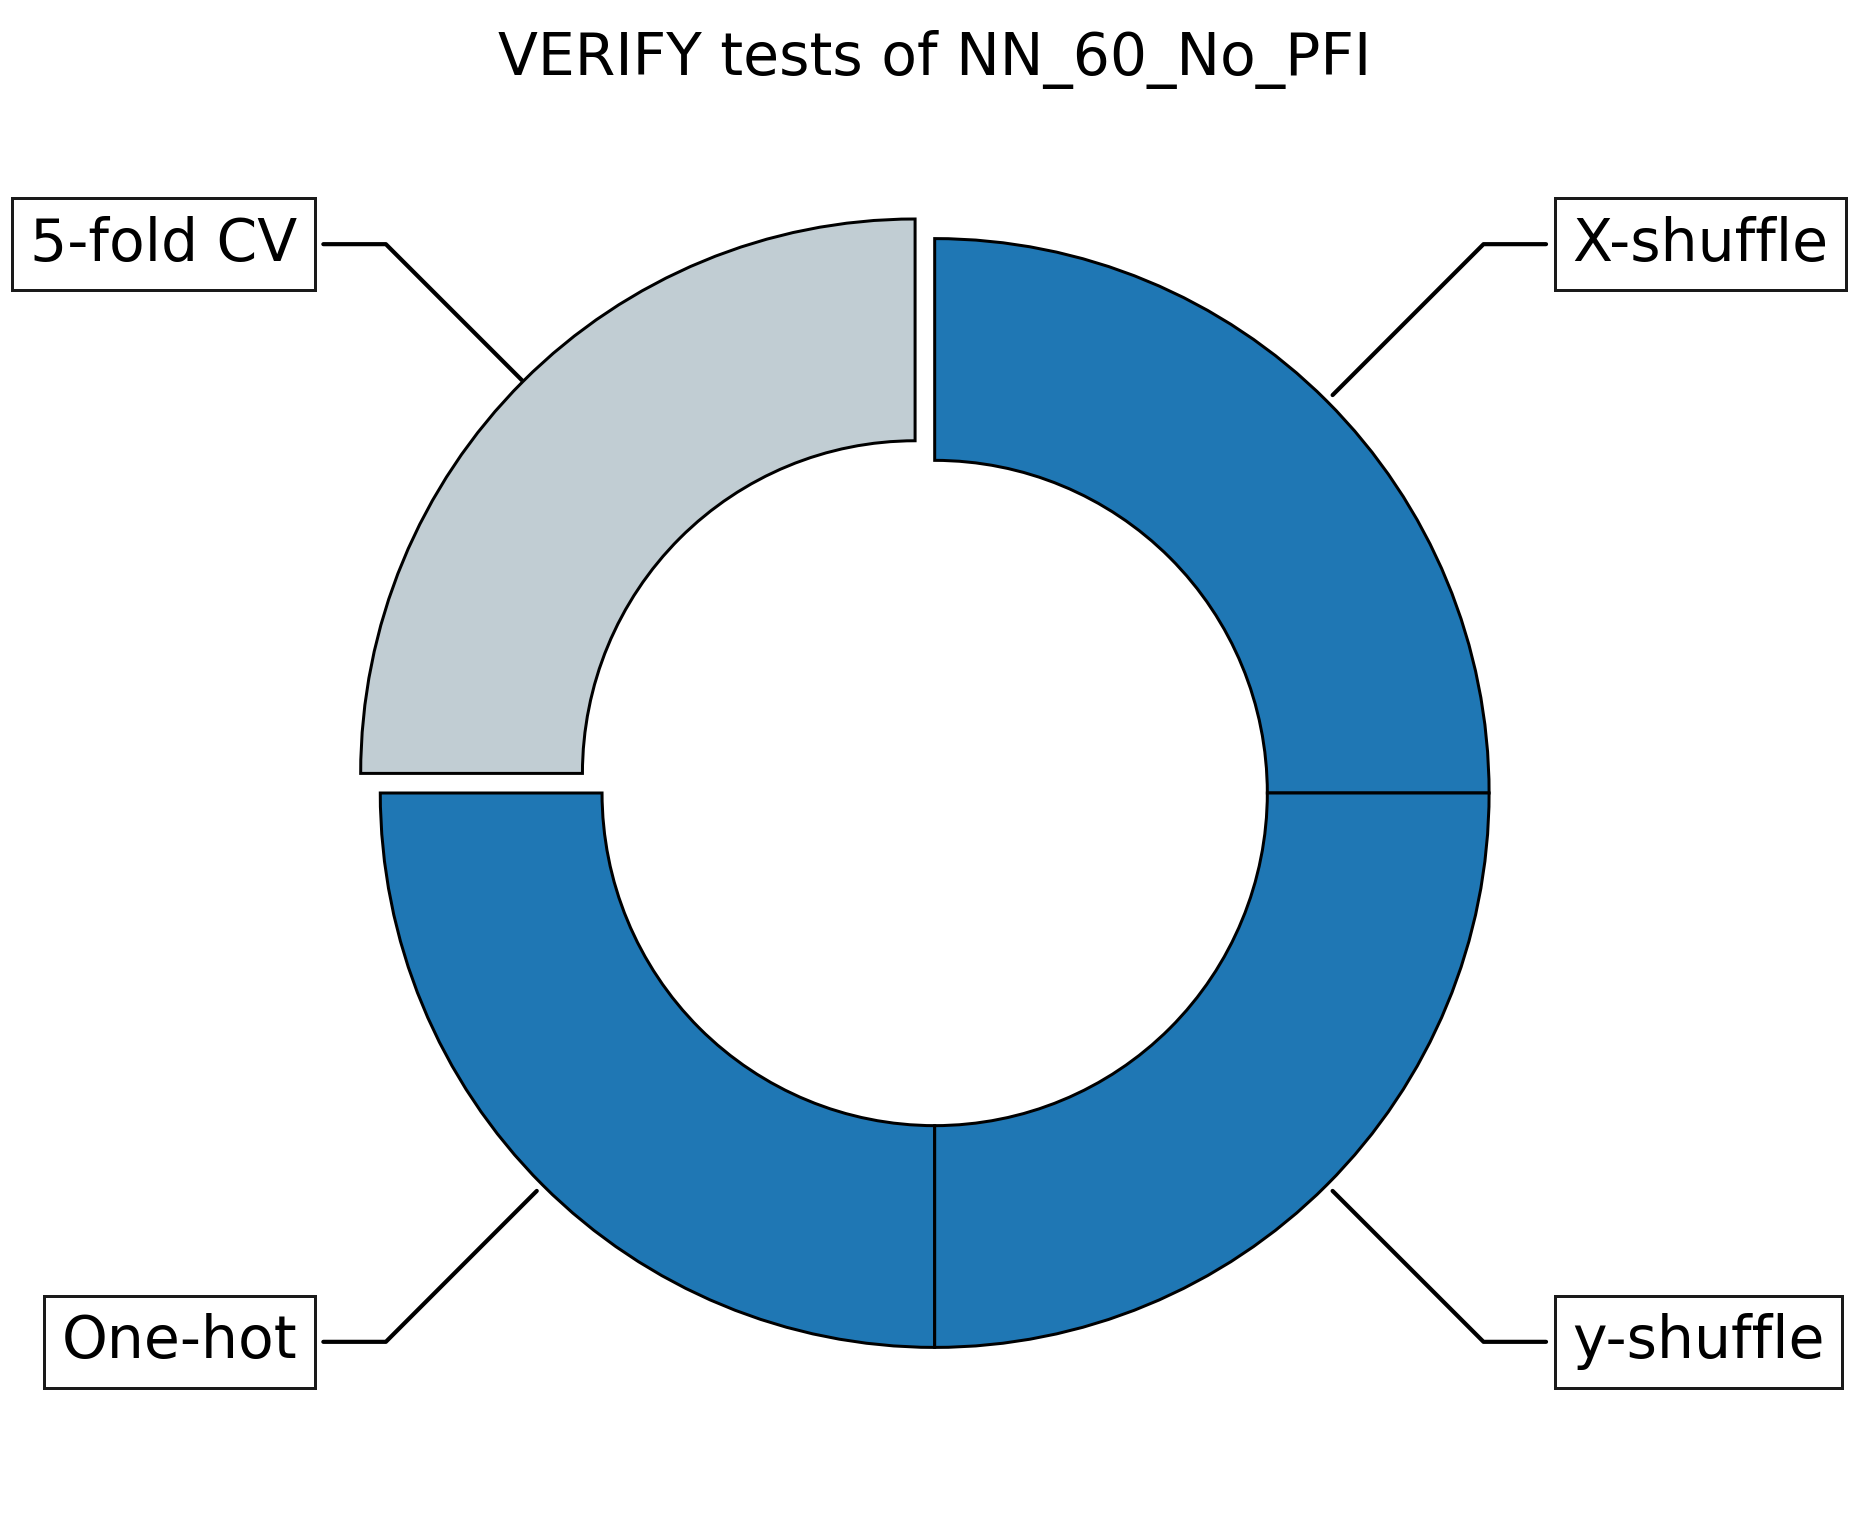 VERIFY tests of NN_60_No_PFI
5-fold CV
X-shuffle
One-hot
y-shuffle